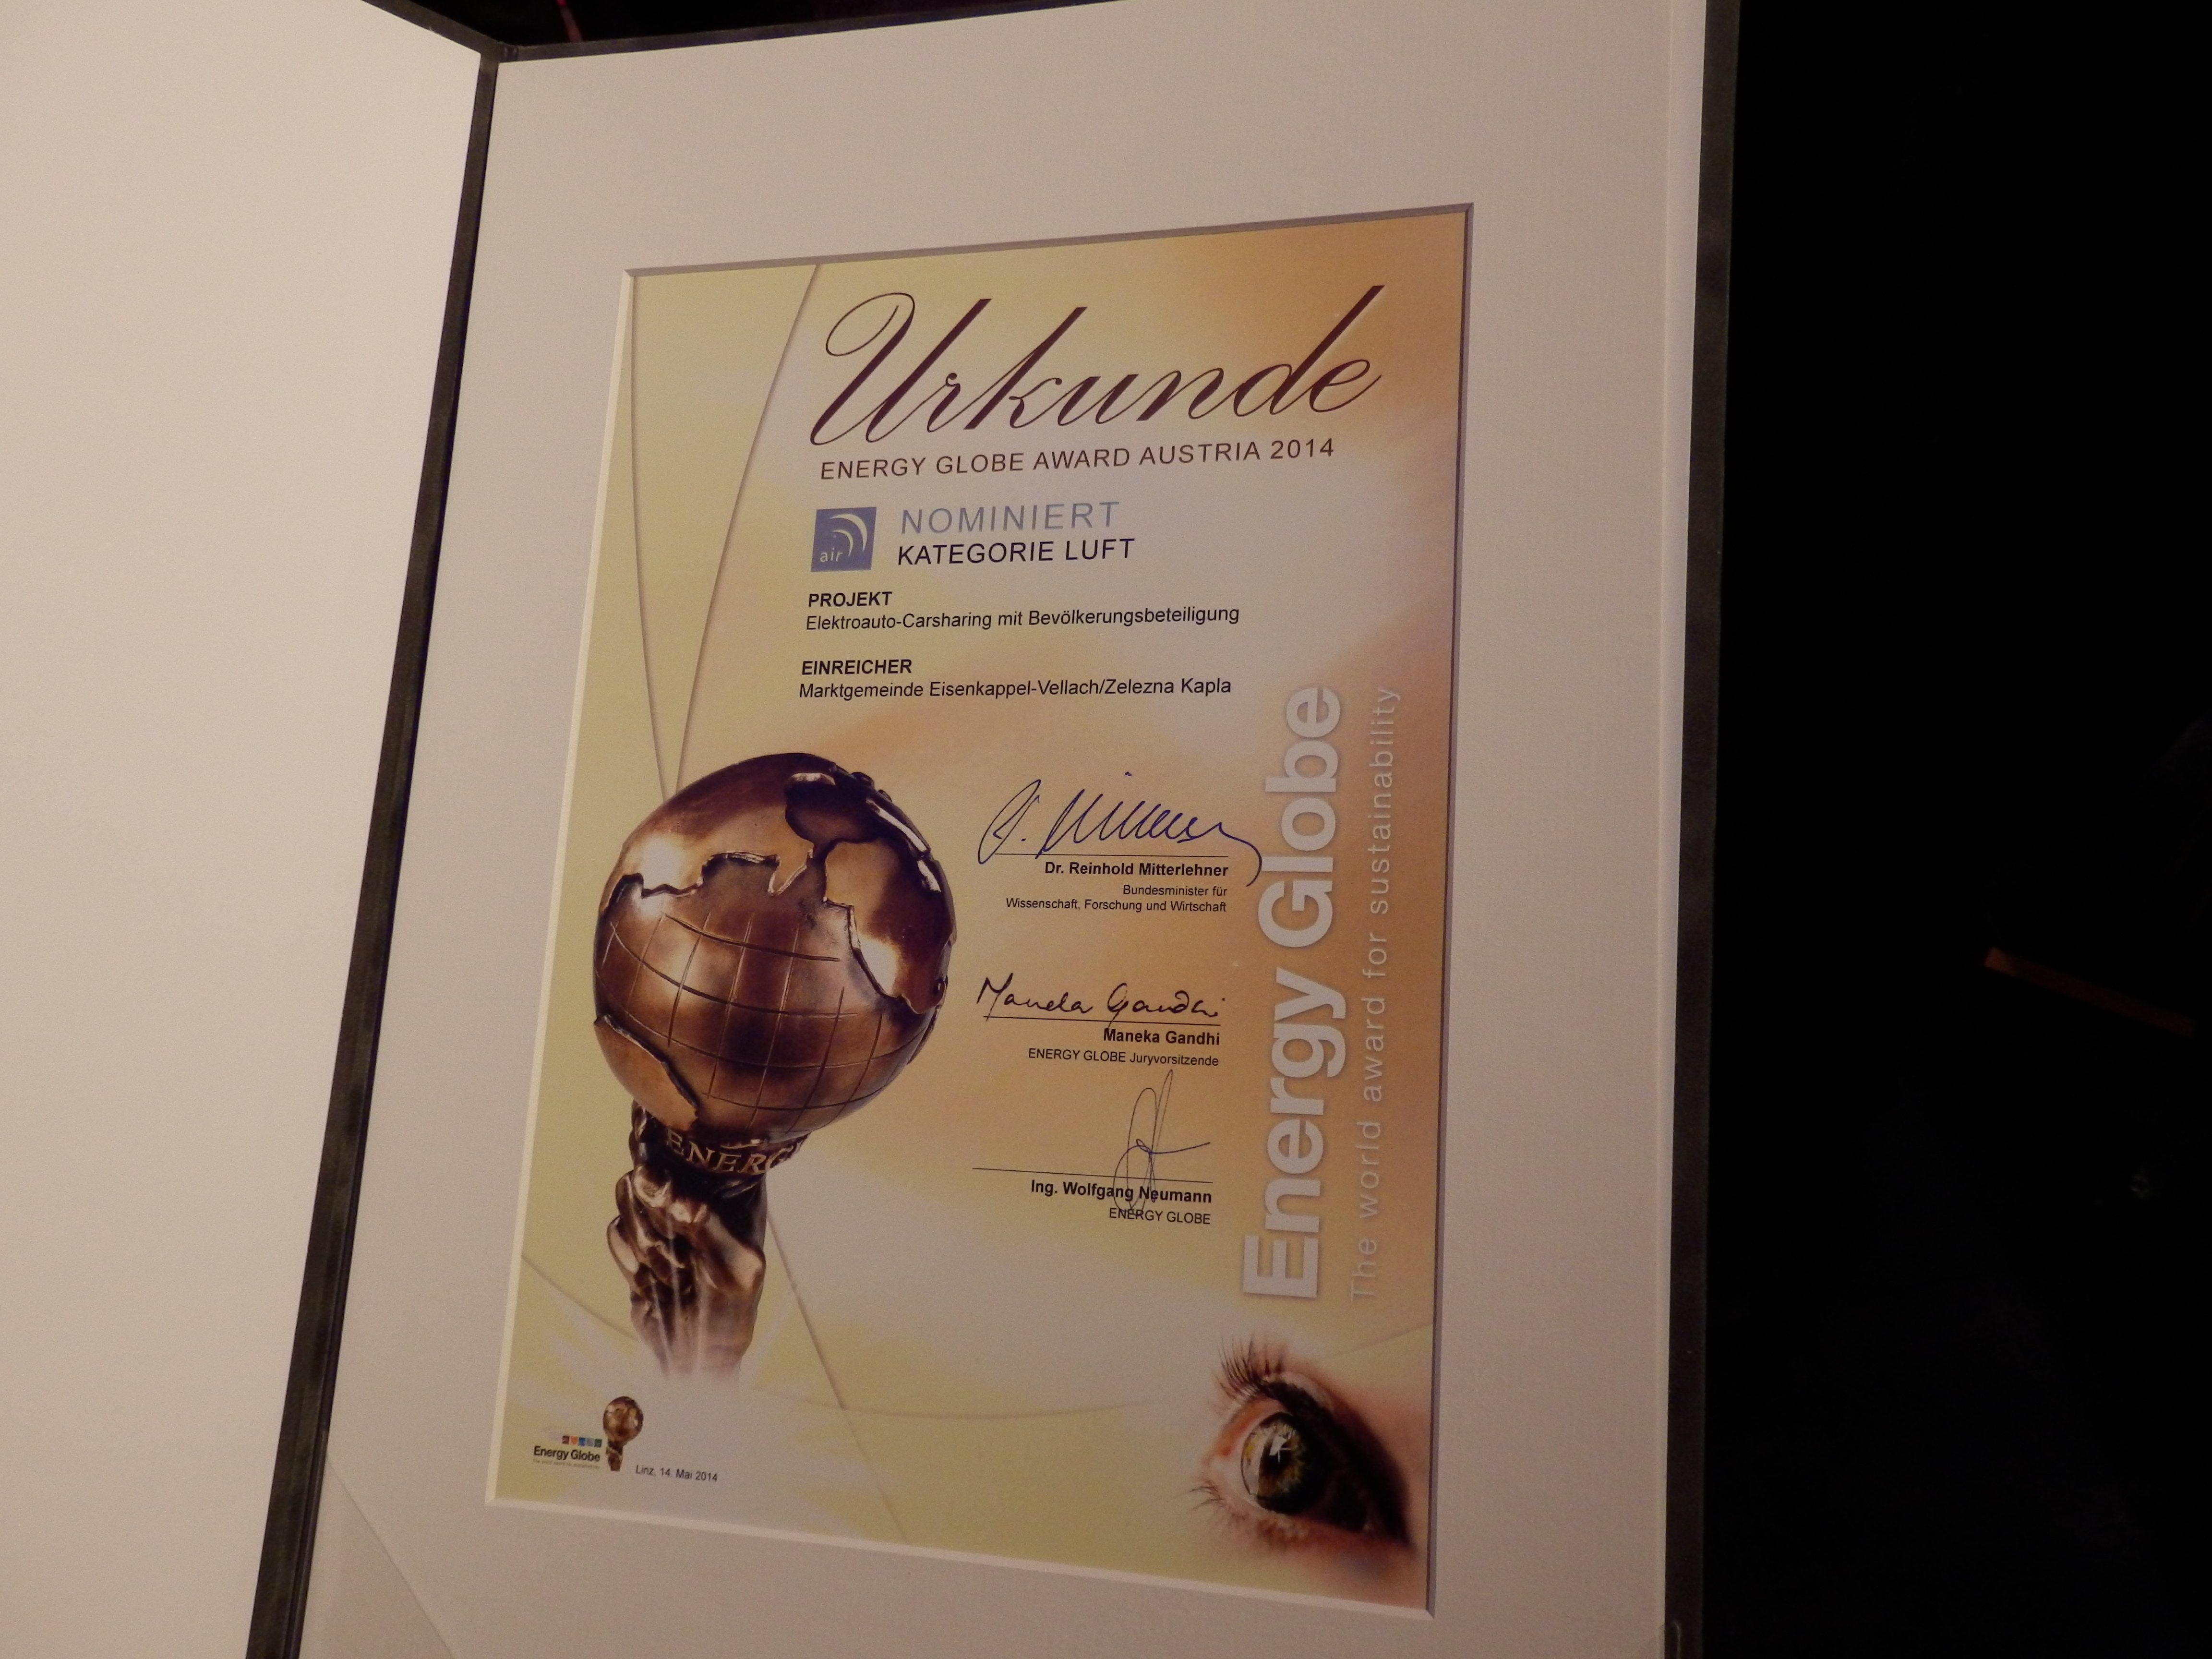 Urkunde
ENERGY GLOBE AWARD AUSTRIA 2014
air
NOMINIERT
KATEGORIE LUFT
PROJEKT
Elektroauto-Carsharing mit Bevölkerungsbeteiligung
EINREICHER
Marktgemeinde Eisenkappel-Vellach/Zelezna Kapla
Dr. Reinhold Mitterlehner
Bundesminister für
Wissenschaft, Forschung und Wirtschaft
Maneka Gandhi
Maneka Gandhi
ENERGY GLOBE Juryvorsitzende
Ing. Wolfgang Neumann
ENERGY GLOBE
Energy Globe
The world award for sustainability
ENERG
Energy Globe
Linz, 14. Mai 2014